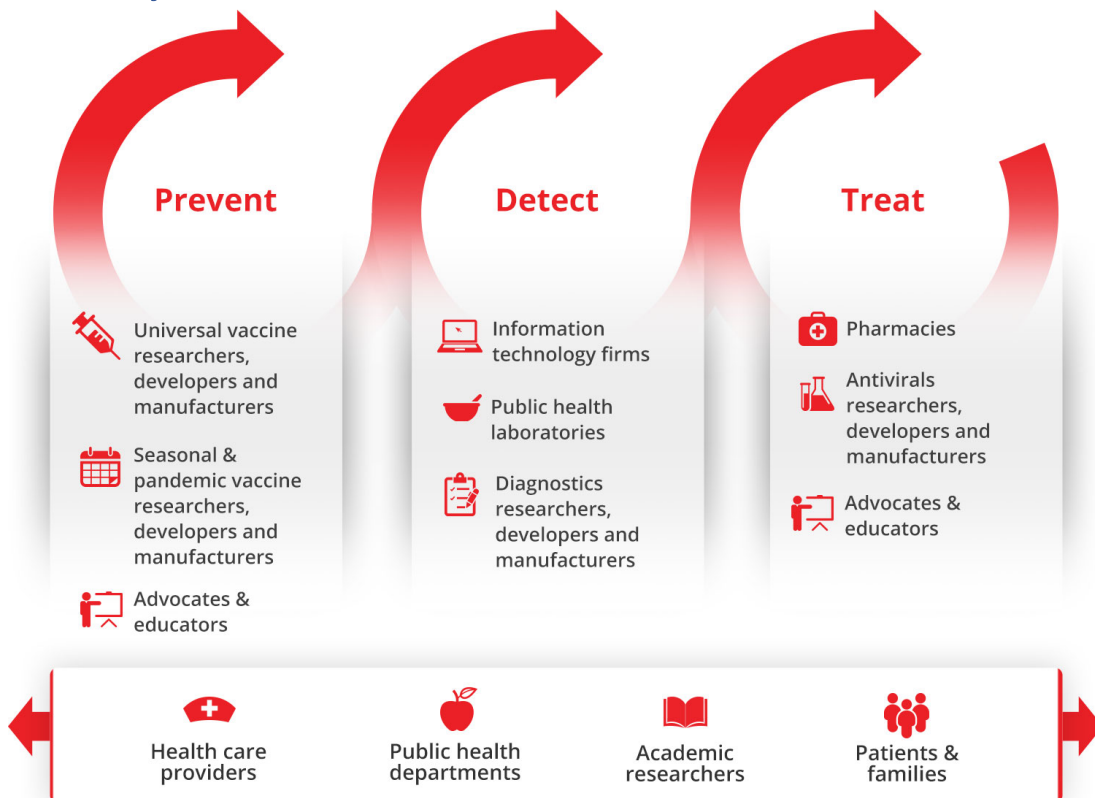 Prevent
Universal vaccine
researchers,
developers and
manufacturers
Seasonal &
pandemic vaccine
researchers,
developers and
manufacturers
Advocates &
educators
Detect
Information
technology firms
Public health
laboratories
Diagnostics
researchers,
developers and
manufacturers
Treat
Pharmacies
Antivirals
researchers,
developers and
manufacturers
Advocates &
educators
Health care
providers
Public health
departments
Academic
researchers
Patients &
families